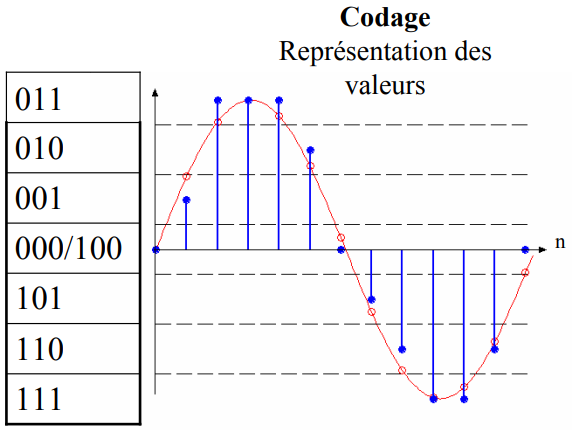 Codage
Représentation des
valeurs
011
010
001
000/100
101
110
111
n